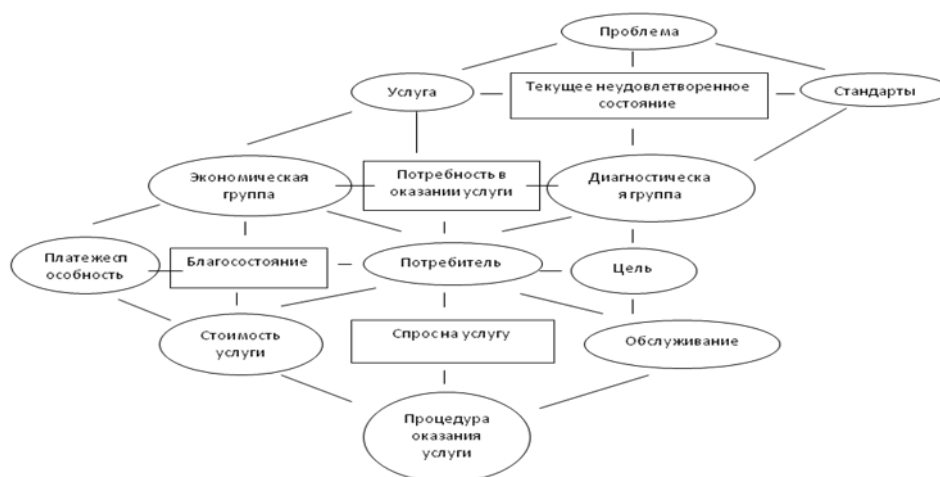 Проблема
Услуга
Текущее неудовлетворенное
состояние
Стандарты
Экономическая
группа
Потребность в
оказании услуги
Диагностическа
я группа
Платежесп
особность
Благосостояние
Потребитель
Цель
Стоимость
услуги
Спрос на услугу
Обслуживание
Процедура
оказания
услуги